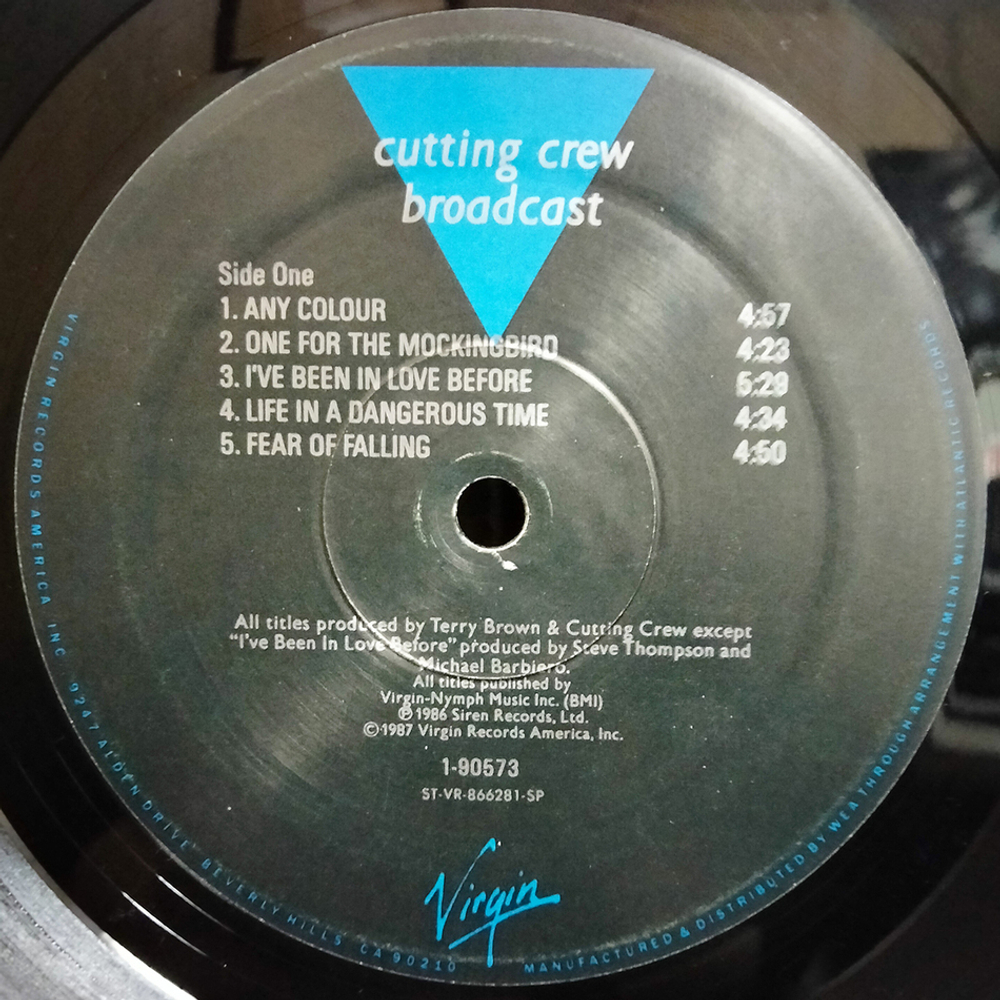 cutting crew
broadcast
Side One
1. ANY COLOUR 4:57
2. ONE FOR THE MOCKINGBIRD 4:23
3. I'VE BEEN IN LOVE BEFORE 5:29
4. LIFE IN A DANGEROUS TIME 4:34
5. FEAR OF FALLING 4:50
All titles produced by Terry Brown & Cutting Crew except
"I've Been In Love Before" produced by Steve Thompson and
Michael Barbiero.
All titles published by
Virgin-Nymph Music Inc. (BMI)
℗ 1986 Siren Records, Ltd.
© 1987 Virgin Records America, Inc.
1-90573
ST-VR-866281-SP
Virgin
VIRGIN RECORDS AMERICA INC 9247 ALDEN DRIVE BEVERLY HILLS CA 90210
MANUFACTURED & DISTRIBUTED BY WEA THROUGH ARRANGEMENT WITH ATLANTIC RECORDS